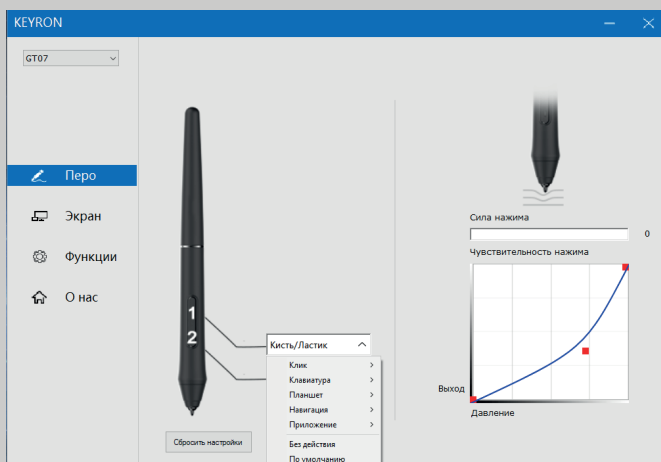 KEYRON
GT07
Перо
Экран
Функции
О нас
1
2
Кисть/Ластик
Клик
Клавиатура
Планшет
Навигация
Приложение
Без действия
По умолчанию
Сбросить настройки
Сила нажима
0
Чувствительность нажима
Выход
Давление